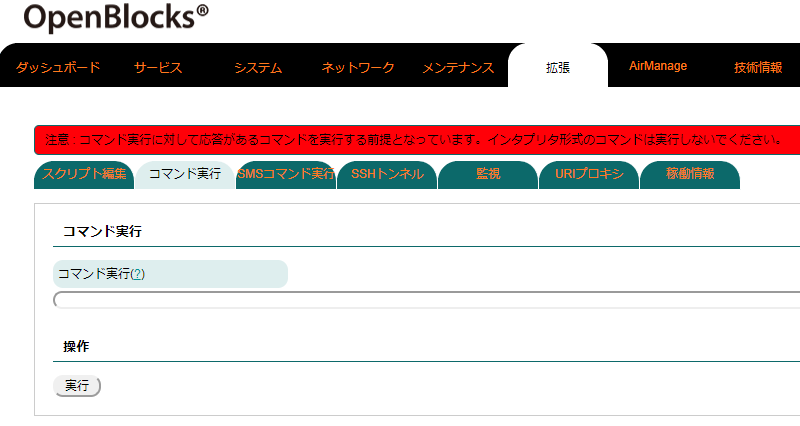 OpenBlocks®
ダッシュボード サービス システム ネットワーク メンテナンス 拡張 AirManage 技術情報
注意 : コマンド実行に対して応答があるコマンドを実行する前提となっています。インタプリタ形式のコマンドは実行しないでください。
スクリプト編集 コマンド実行 SMSコマンド実行 SSHトンネル 監視 URIプロキシ 稼働情報
コマンド実行
コマンド実行(?)
操作
実行